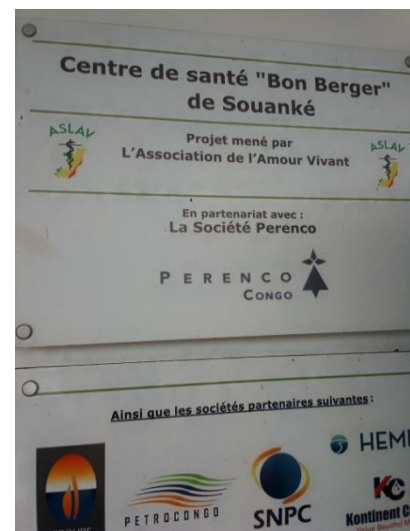 Centre de santé "Bon Berger"
de Souanké
ASLAV
ASLAV
Projet mené par
L'Association de l'Amour Vivant
En partenariat avec :
La Société Perenco
PERENCO
CONGO
Ainsi que les sociétés partenaires suivantes :
HEM
PETROCONGO
SNPC
KC
Kontinent C